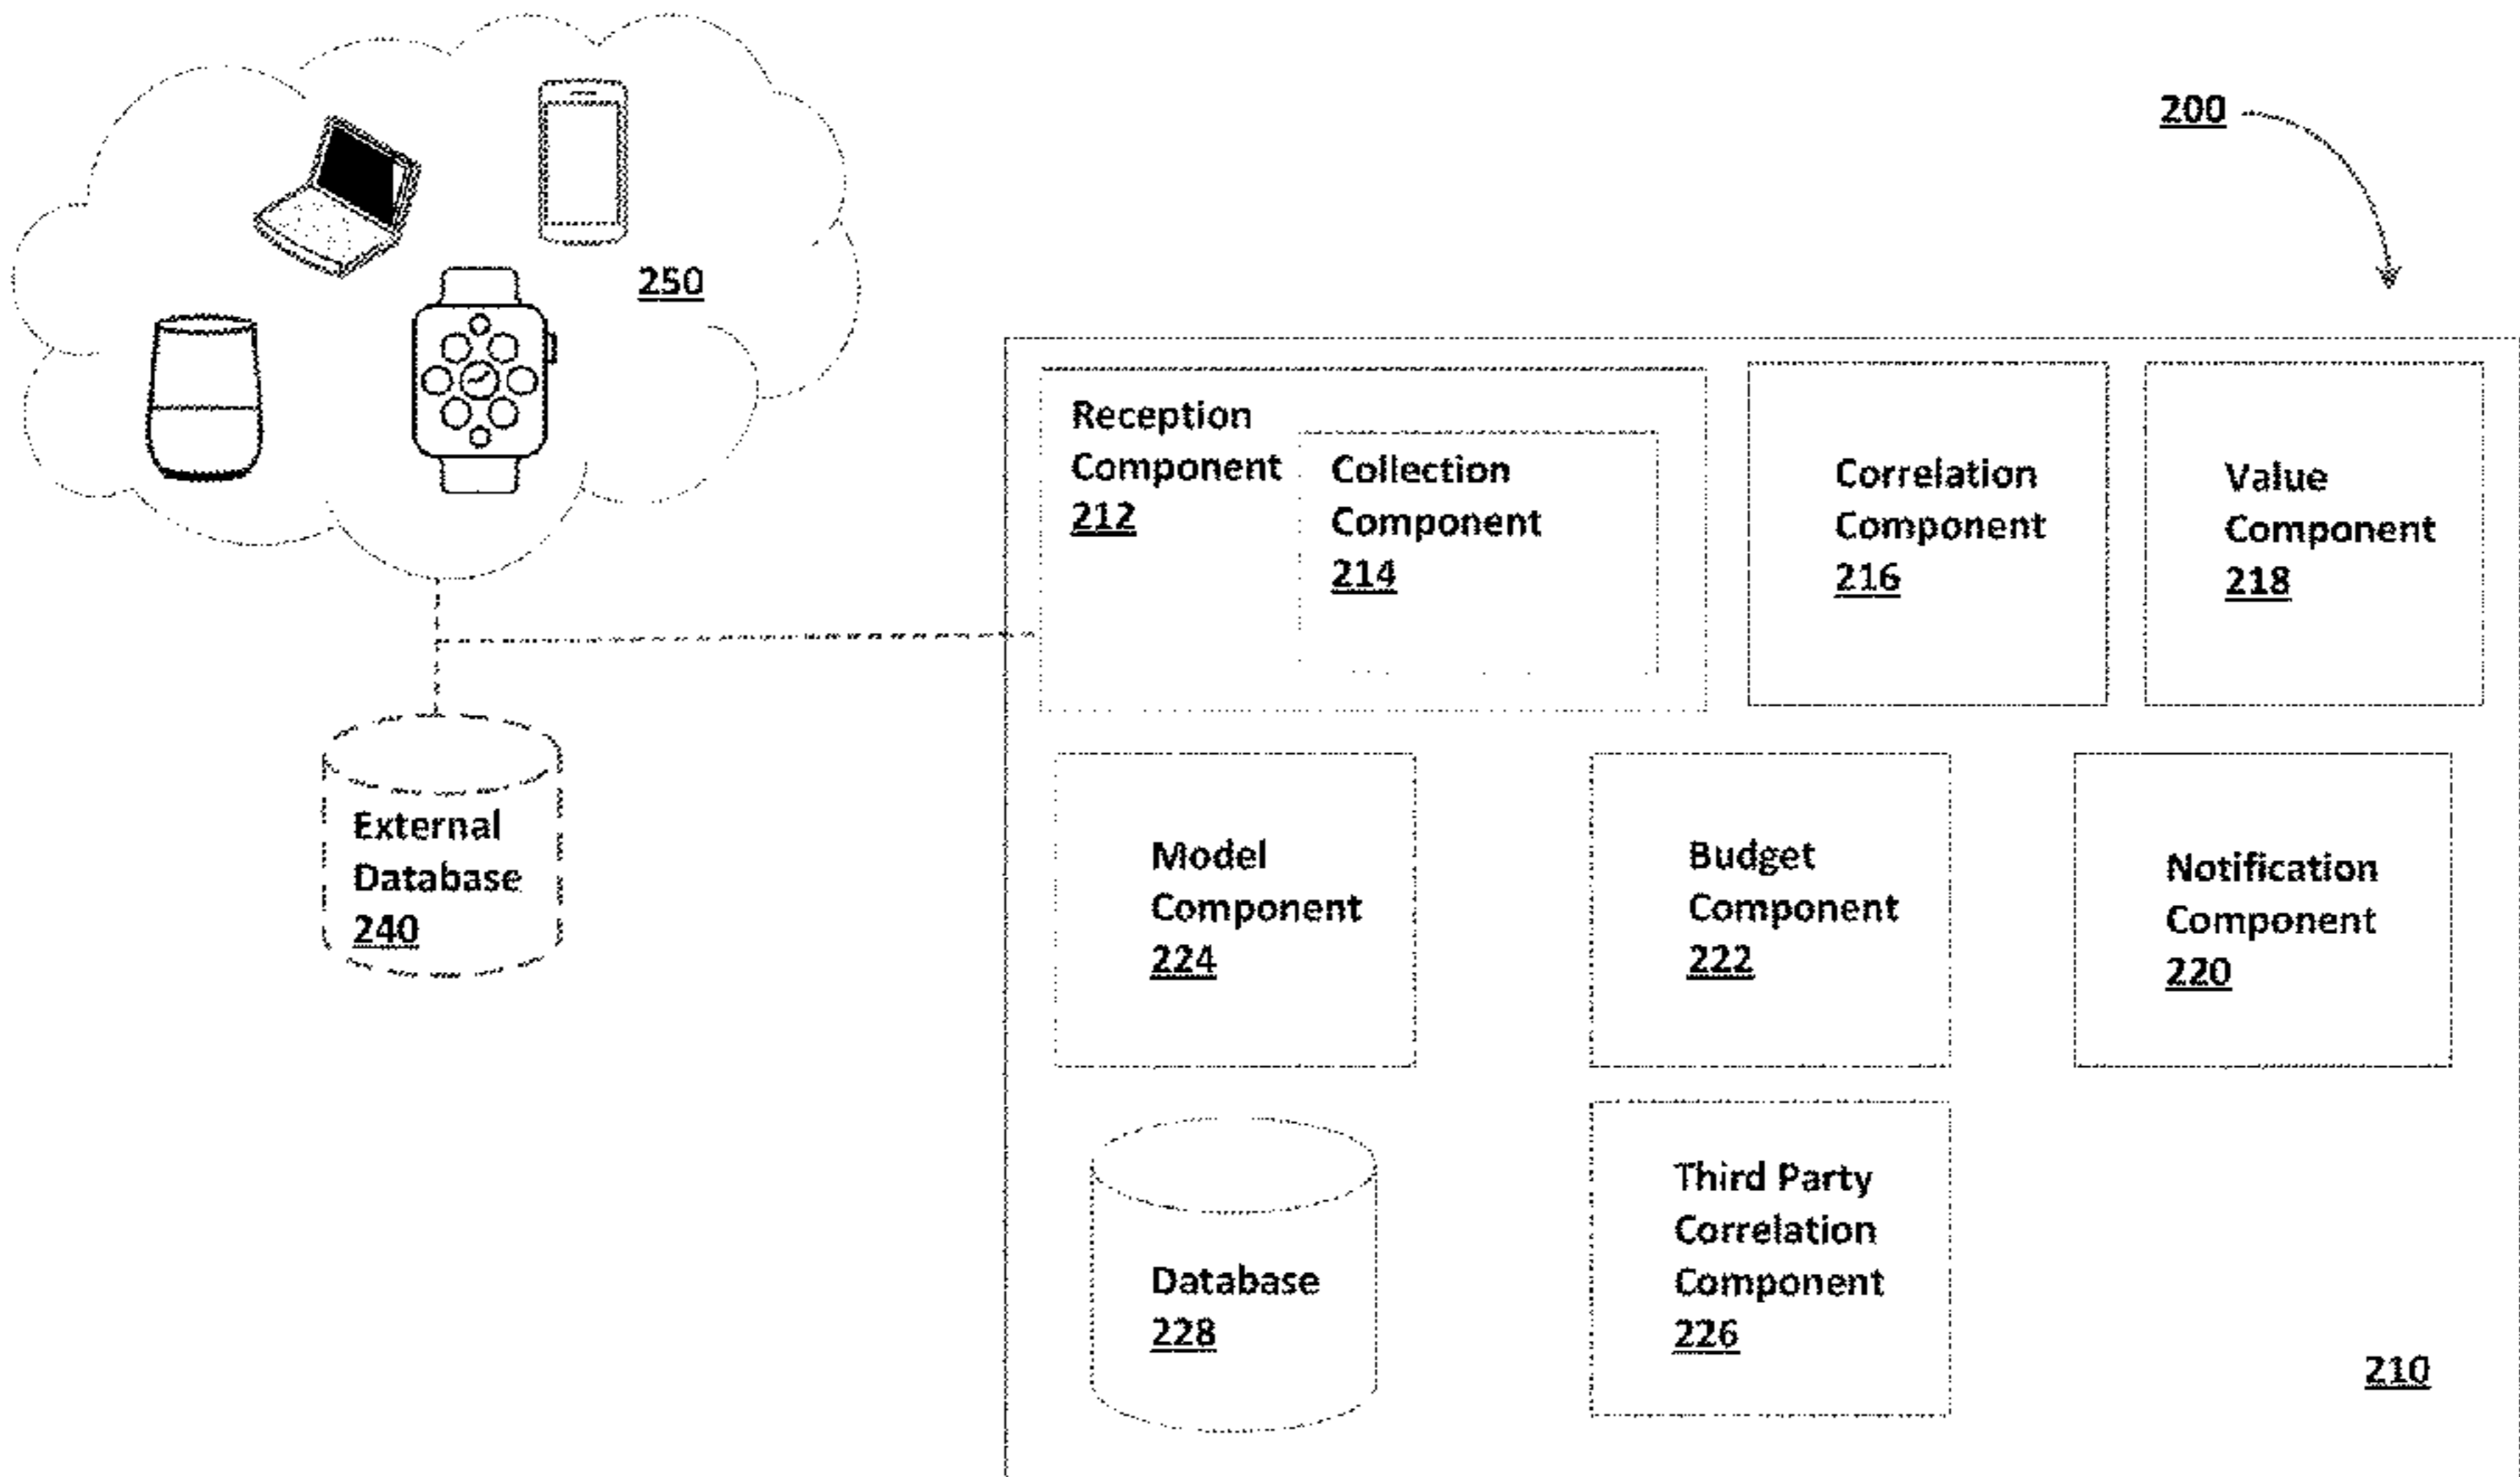 200
250
Reception
Component
212
Collection
Component
214
Correlation
Component
216
Value
Component
218
External
Database
240
Model
Component
224
Budget
Component
222
Notification
Component
220
Database
228
Third Party
Correlation
Component
226
210